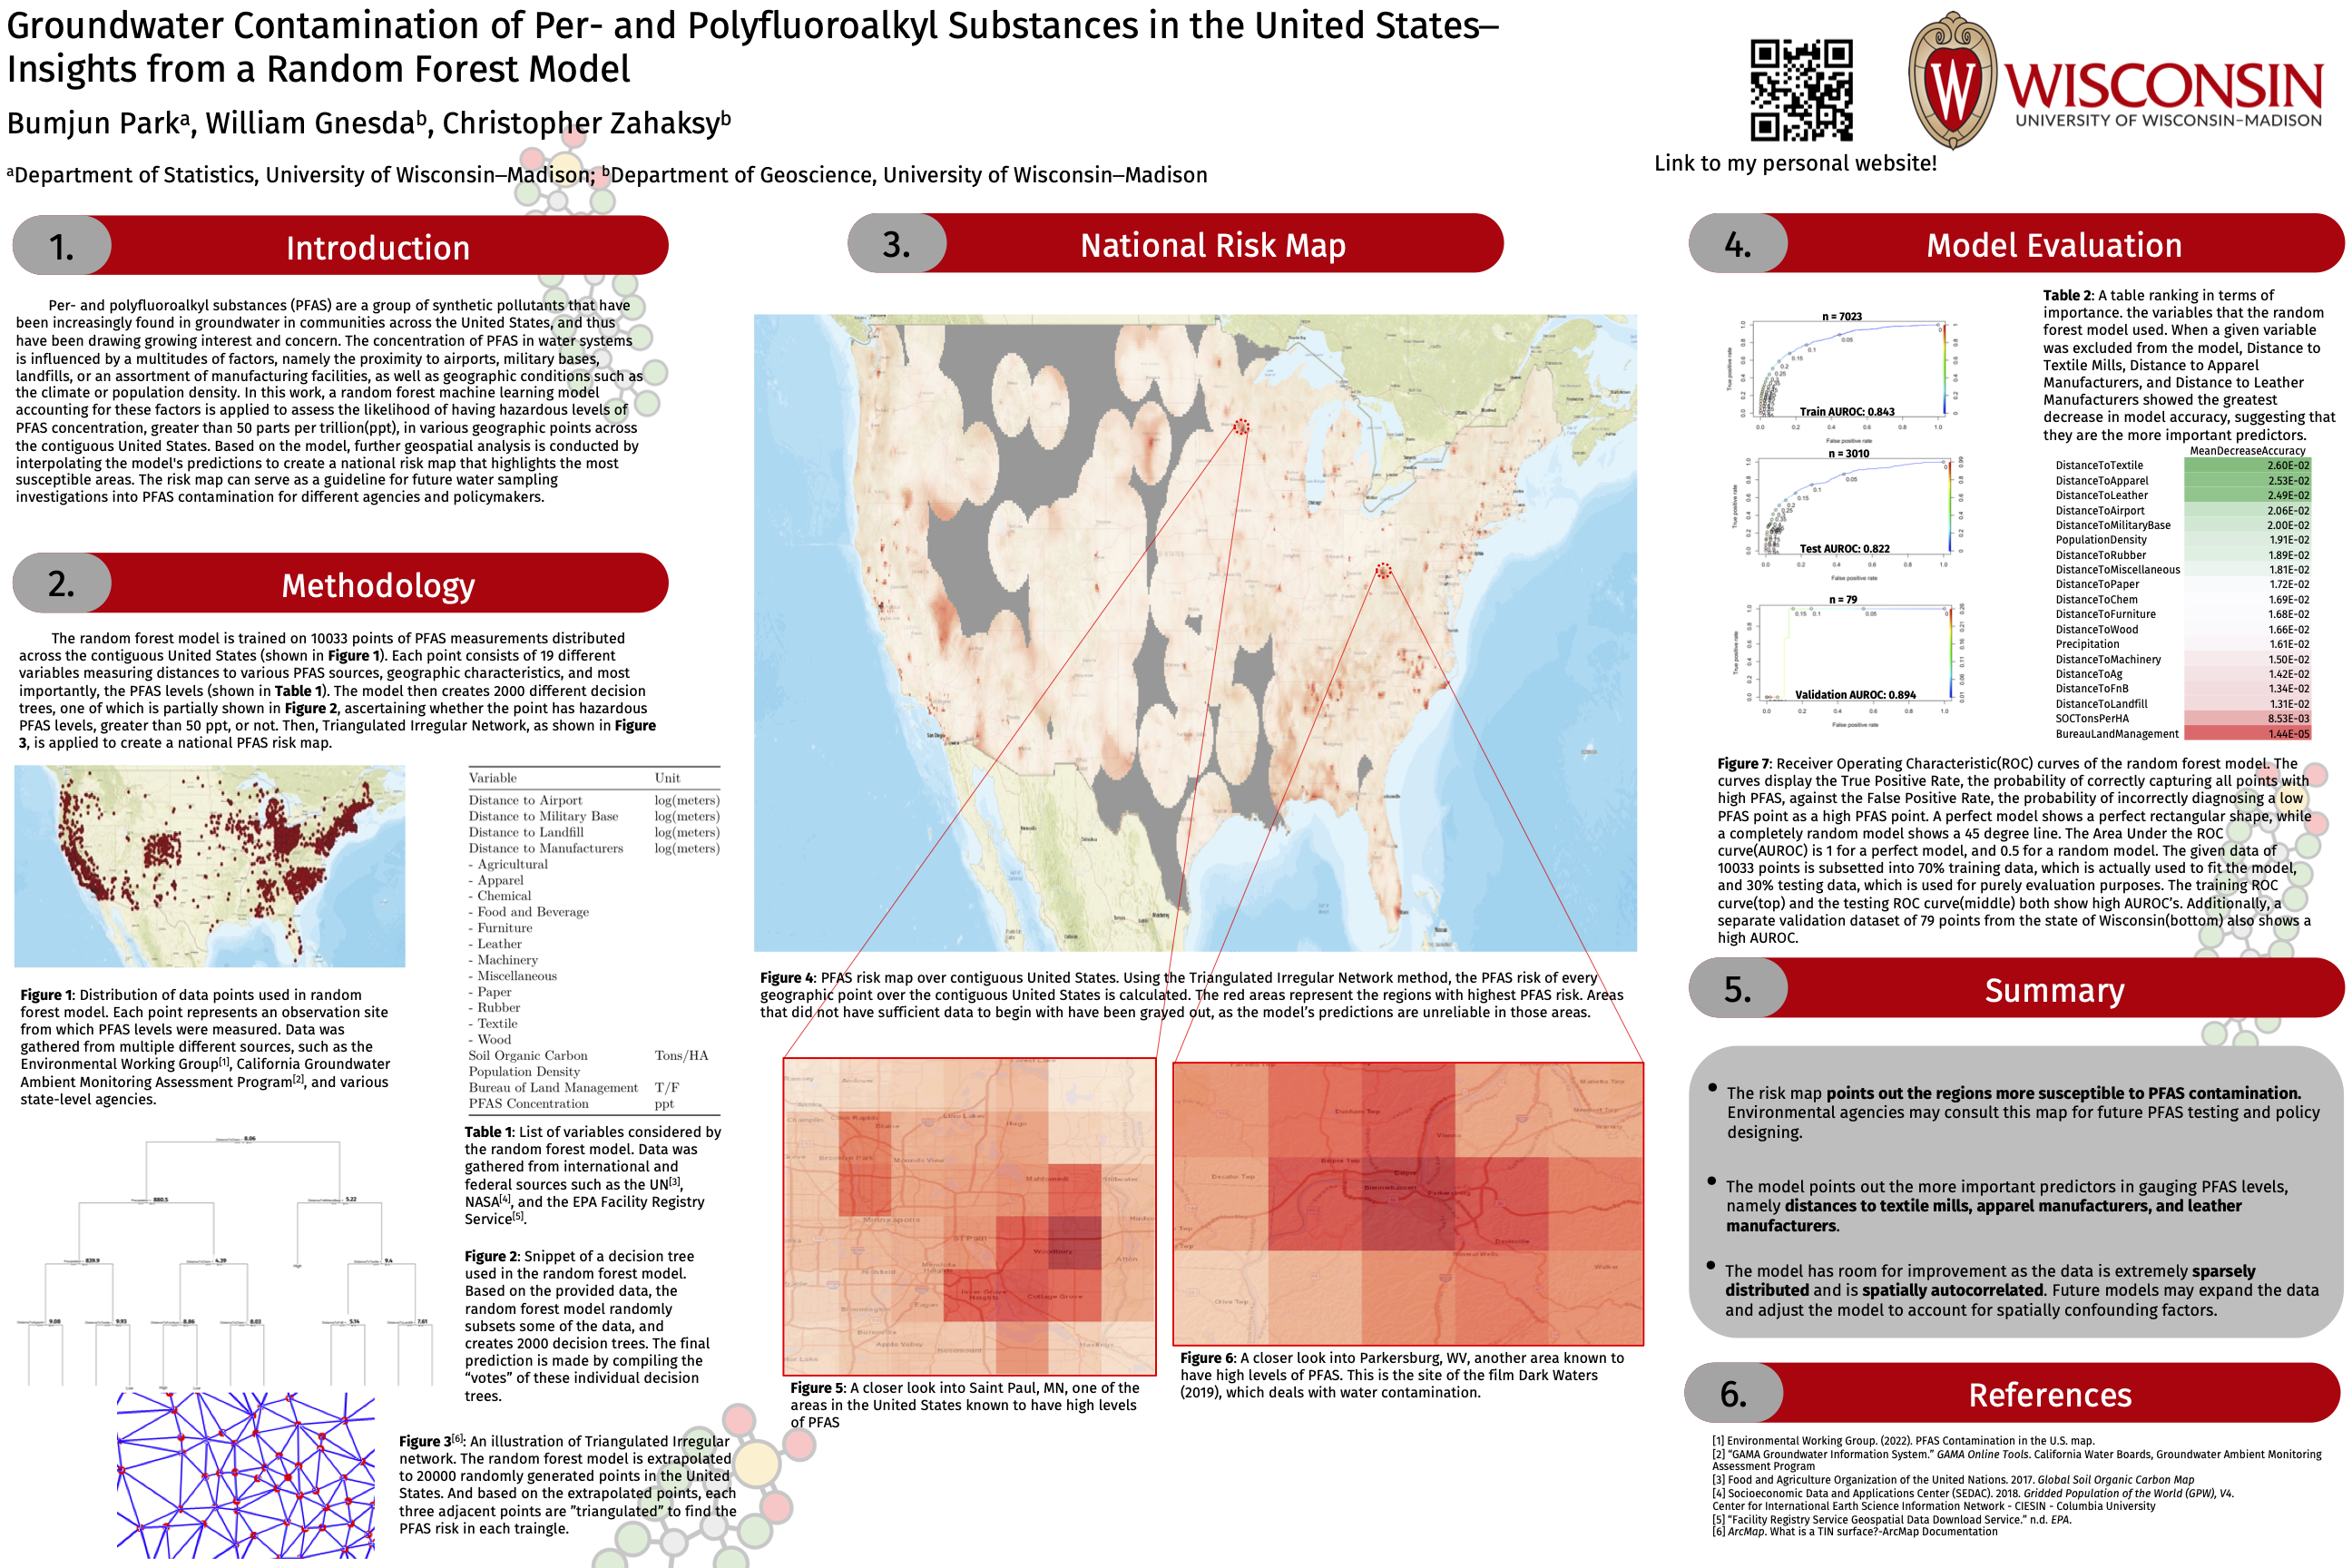 Groundwater Contamination of Per- and Polyfluoroalkyl Substances in the United States–
Insights from a Random Forest Model
Bumjun Parkᵃ, William Gnesdaᵇ, Christopher Zahaksyᵇ
ᵃDepartment of Statistics, University of Wisconsin–Madison; ᵇDepartment of Geoscience, University of Wisconsin–Madison
Link to my personal website!
W
WISCONSIN
UNIVERSITY OF WISCONSIN–MADISON
1. Introduction
Per- and polyfluoroalkyl substances (PFAS) are a group of synthetic pollutants that have
been increasingly found in groundwater in communities across the United States, and thus
have been drawing growing interest and concern. The concentration of PFAS in water systems
is influenced by a multitudes of factors, namely the proximity to airports, military bases,
landfills, or an assortment of manufacturing facilities, as well as geographic conditions such as
the climate or population density. In this work, a random forest machine learning model
accounting for these factors is applied to assess the likelihood of having hazardous levels of
PFAS concentration, greater than 50 parts per trillion(ppt), in various geographic points across
the contiguous United States. Based on the model, further geospatial analysis is conducted by
interpolating the model's predictions to create a national risk map that highlights the most
susceptible areas. The risk map can serve as a guideline for future water sampling
investigations into PFAS contamination for different agencies and policymakers.
2. Methodology
The random forest model is trained on 10033 points of PFAS measurements distributed
across the contiguous United States (shown in Figure 1). Each point consists of 19 different
variables measuring distances to various PFAS sources, geographic characteristics, and most
importantly, the PFAS levels (shown in Table 1). The model then creates 2000 different decision
trees, one of which is partially shown in Figure 2, ascertaining whether the point has hazardous
PFAS levels, greater than 50 ppt, or not. Then, Triangulated Irregular Network, as shown in Figure
3, is applied to create a national PFAS risk map.
Figure 1: Distribution of data points used in random
forest model. Each point represents an observation site
from which PFAS levels were measured. Data was
gathered from multiple different sources, such as the
Environmental Working Group[1], California Groundwater
Ambient Monitoring Assessment Program[2], and various
state-level agencies.
Variable Unit
Distance to Airport log(meters)
Distance to Military Base log(meters)
Distance to Landfill log(meters)
Distance to Manufacturers log(meters)
- Agricultural
- Apparel
- Chemical
- Food and Beverage
- Furniture
- Leather
- Machinery
- Miscellaneous
- Paper
- Rubber
- Textile
- Wood
Soil Organic Carbon Tons/HA
Population Density
Bureau of Land Management T/F
PFAS Concentration ppt
Table 1: List of variables considered by
the random forest model. Data was
gathered from international and
federal sources such as the UN[3],
NASA[4], and the EPA Facility Registry
Service[5].
8.06
880.5
5.22
839.9
4.39
9.4
9.08
9.93
8.86
8.03
5.14
7.61
Figure 2: Snippet of a decision tree
used in the random forest model.
Based on the provided data, the
random forest model randomly
subsets some of the data, and
creates 2000 decision trees. The final
prediction is made by compiling the
“votes” of these individual decision
trees.
Figure 3[6]: An illustration of Triangulated Irregular
network. The random forest model is extrapolated
to 20000 randomly generated points in the United
States. And based on the extrapolated points, each
three adjacent points are ”triangulated” to find the
PFAS risk in each traingle.
3. National Risk Map
Figure 4: PFAS risk map over contiguous United States. Using the Triangulated Irregular Network method, the PFAS risk of every
geographic point over the contiguous United States is calculated. The red areas represent the regions with highest PFAS risk. Areas
that did not have sufficient data to begin with have been grayed out, as the model’s predictions are unreliable in those areas.
Woodbury
Cottage Grove
Apple Valley
Parkersburg
Vienna
Figure 5: A closer look into Saint Paul, MN, one of the
areas in the United States known to have high levels
of PFAS
Figure 6: A closer look into Parkersburg, WV, another area known to
have high levels of PFAS. This is the site of the film Dark Waters
(2019), which deals with water contamination.
4. Model Evaluation
n = 7023
Train AUROC: 0.843
True positive rate
False positive rate
n = 3010
Test AUROC: 0.822
True positive rate
False positive rate
n = 79
Validation AUROC: 0.894
True positive rate
False positive rate
Table 2: A table ranking in terms of
importance. the variables that the random
forest model used. When a given variable
was excluded from the model, Distance to
Textile Mills, Distance to Apparel
Manufacturers, and Distance to Leather
Manufacturers showed the greatest
decrease in model accuracy, suggesting that
they are the more important predictors.
MeanDecreaseAccuracy
DistanceToTextile 2.60E-02
DistanceToApparel 2.53E-02
DistanceToLeather 2.49E-02
DistanceToAirport 2.06E-02
DistanceToMilitaryBase 2.00E-02
PopulationDensity 1.91E-02
DistanceToRubber 1.89E-02
DistanceToMiscellaneous 1.81E-02
DistanceToPaper 1.72E-02
DistanceToChem 1.69E-02
DistanceToFurniture 1.68E-02
DistanceToWood 1.66E-02
Precipitation 1.61E-02
DistanceToMachinery 1.50E-02
DistanceToAg 1.42E-02
DistanceToFnB 1.34E-02
DistanceToLandfill 1.31E-02
SOCTonsPerHA 8.53E-03
BureauLandManagement 1.44E-05
Figure 7: Receiver Operating Characteristic(ROC) curves of the random forest model. The
curves display the True Positive Rate, the probability of correctly capturing all points with
high PFAS, against the False Positive Rate, the probability of incorrectly diagnosing a low
PFAS point as a high PFAS point. A perfect model shows a perfect rectangular shape, while
a completely random model shows a 45 degree line. The Area Under the ROC
curve(AUROC) is 1 for a perfect model, and 0.5 for a random model. The given data of
10033 points is subsetted into 70% training data, which is actually used to fit the model,
and 30% testing data, which is used for purely evaluation purposes. The training ROC
curve(top) and the testing ROC curve(middle) both show high AUROC’s. Additionally, a
separate validation dataset of 79 points from the state of Wisconsin(bottom) also shows a
high AUROC.
5. Summary
• The risk map points out the regions more susceptible to PFAS contamination.
Environmental agencies may consult this map for future PFAS testing and policy
designing.
• The model points out the more important predictors in gauging PFAS levels,
namely distances to textile mills, apparel manufacturers, and leather
manufacturers.
• The model has room for improvement as the data is extremely sparsely
distributed and is spatially autocorrelated. Future models may expand the data
and adjust the model to account for spatially confounding factors.
6. References
[1] Environmental Working Group. (2022). PFAS Contamination in the U.S. map.
[2] “GAMA Groundwater Information System.” GAMA Online Tools. California Water Boards, Groundwater Ambient Monitoring
Assessment Program
[3] Food and Agriculture Organization of the United Nations. 2017. Global Soil Organic Carbon Map
[4] Socioeconomic Data and Applications Center (SEDAC). 2018. Gridded Population of the World (GPW), V4.
Center for International Earth Science Information Network - CIESIN - Columbia University
[5] “Facility Registry Service Geospatial Data Download Service.” n.d. EPA.
[6] ArcMap. What is a TIN surface?-ArcMap Documentation